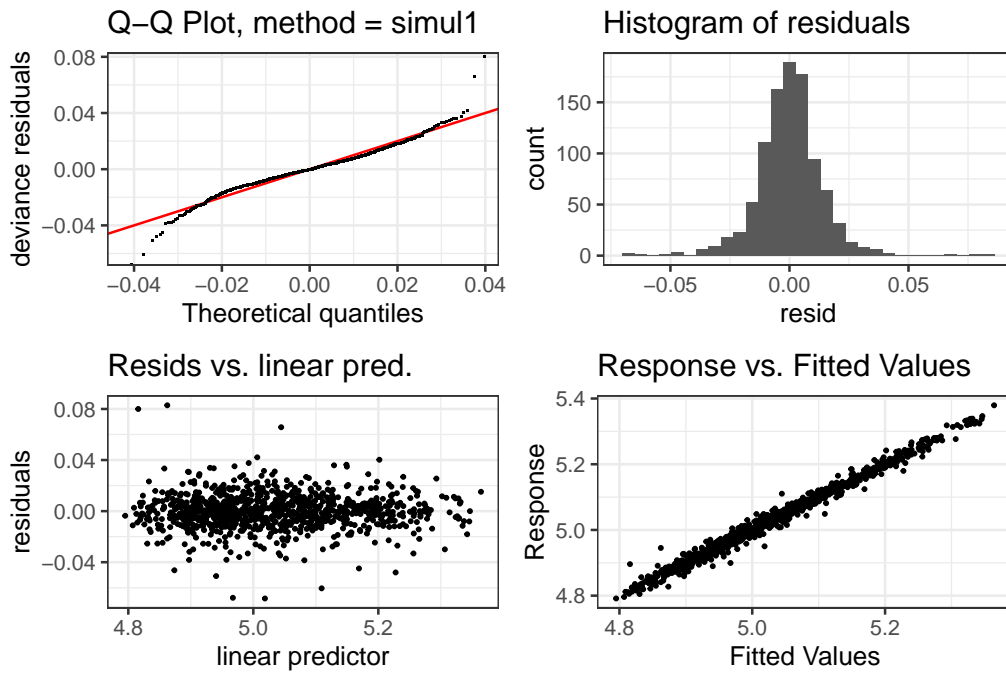 Q−Q Plot, method = simul1
deviance residuals
0.08
0.04
0.00
−0.04
−0.04 −0.02 0.00 0.02 0.04
Theoretical quantiles
Histogram of residuals
count
150
100
50
0
−0.05 0.00 0.05
resid
Resids vs. linear pred.
residuals
0.08
0.04
0.00
−0.04
4.8 5.0 5.2
linear predictor
Response vs. Fitted Values
Response
5.4
5.2
5.0
4.8
4.8 5.0 5.2
Fitted Values